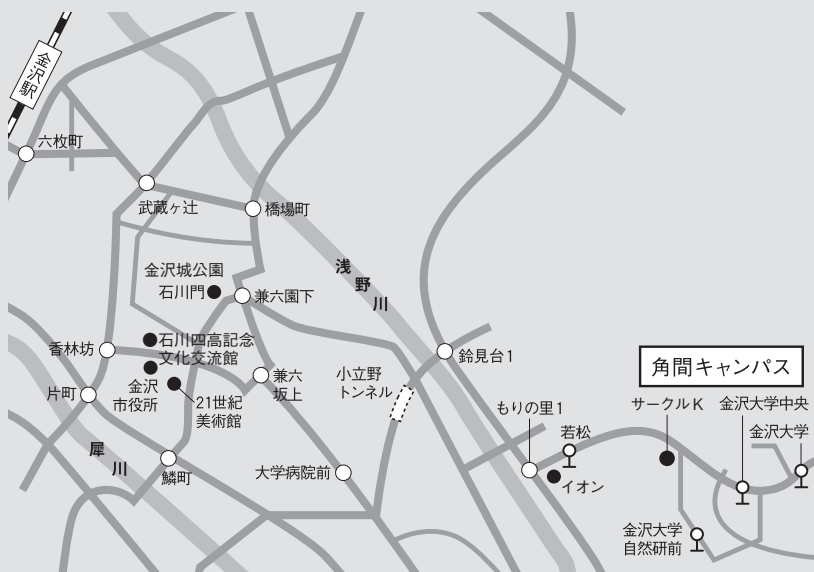 金沢駅
六枚町
武蔵ヶ辻
橋場町
金沢城公園
石川門
兼六園下
浅野川
香林坊
石川四高記念
文化交流館
片町
金沢
市役所
21世紀
美術館
兼六
坂上
小立野
トンネル
鈴見台1
角間キャンパス
サークルK
金沢大学中央
金沢大学
もりの里1
若松
イオン
犀川
鱗町
大学病院前
金沢大学
自然研前